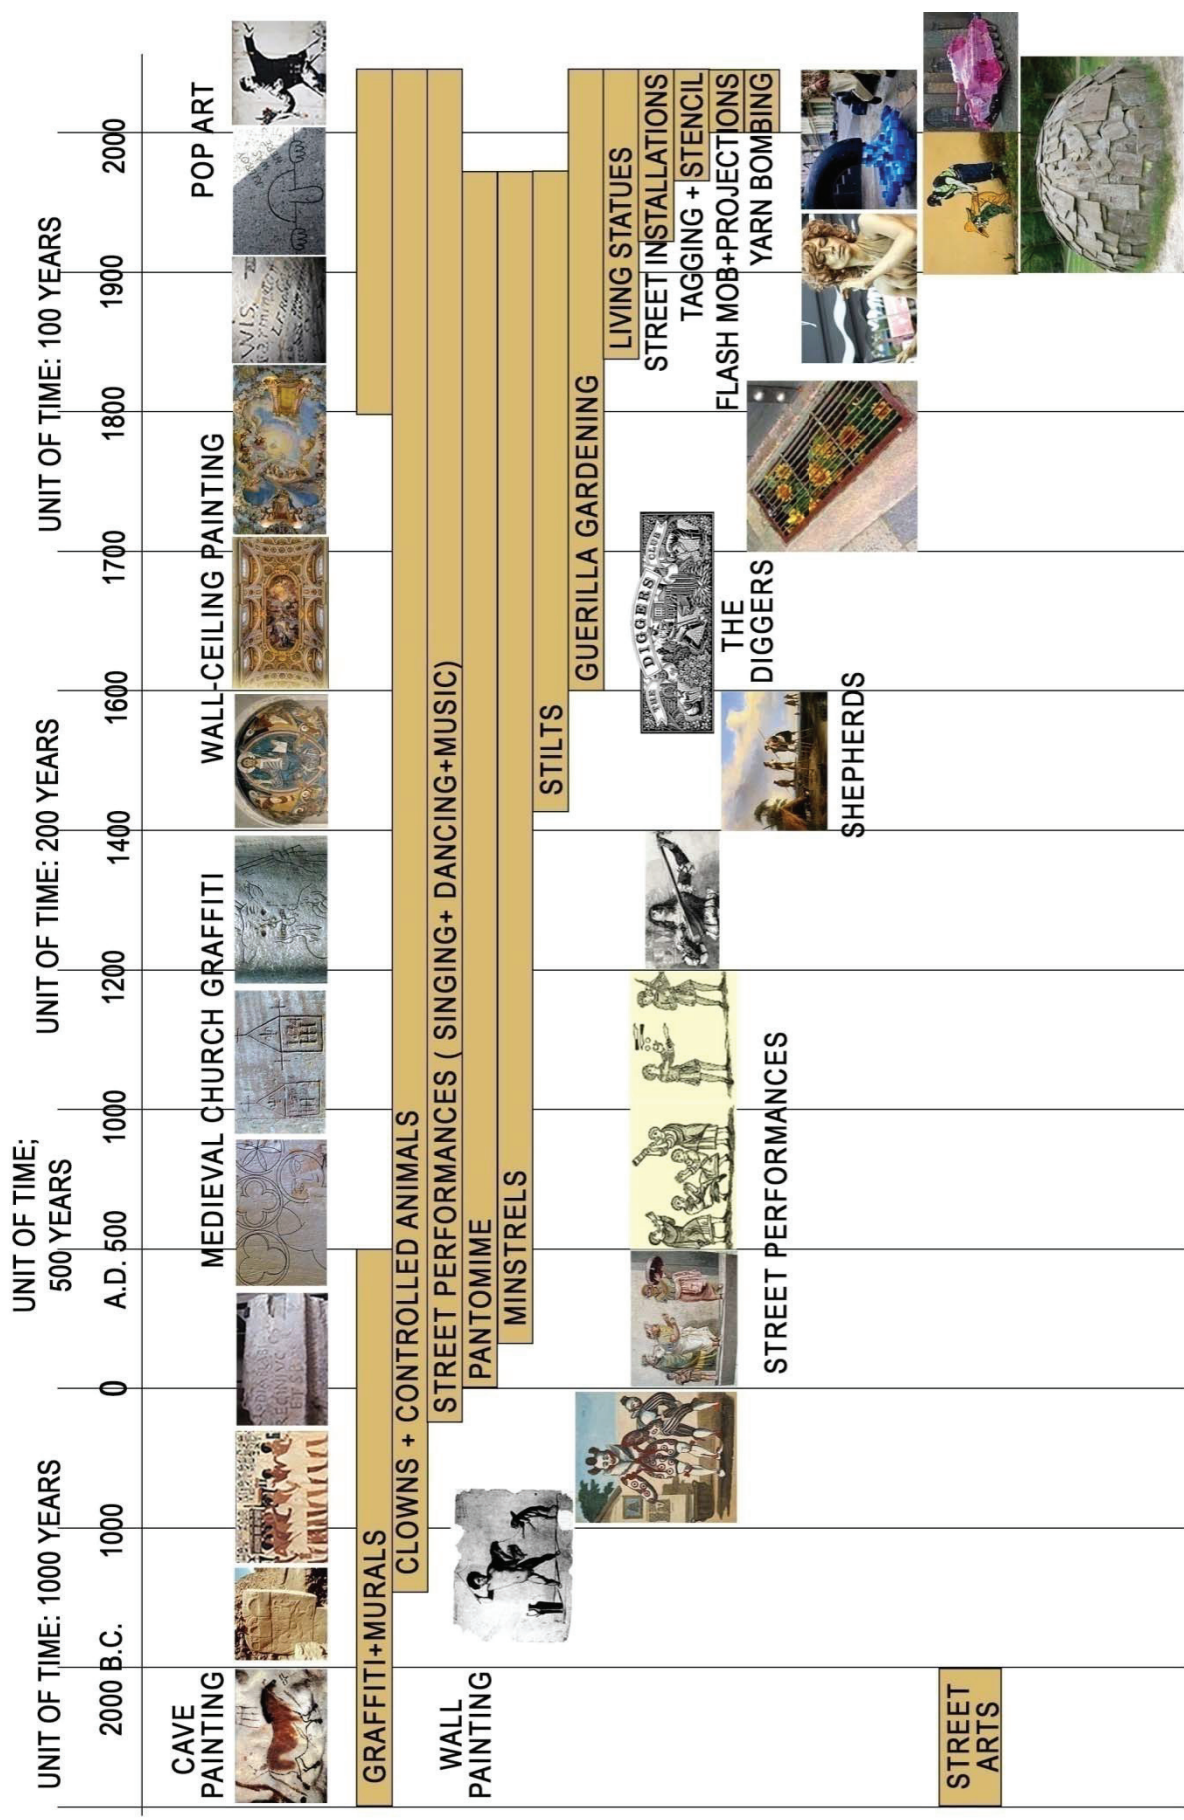 UNIT OF TIME: 1000 YEARS
UNIT OF TIME;
500 YEARS
UNIT OF TIME: 200 YEARS
UNIT OF TIME: 100 YEARS
2000 B.C.
1000
0
A.D. 500
1000
1200
1400
1600
1700
1800
1900
2000
CAVE
PAINTING
MEDIEVAL CHURCH GRAFFITI
WALL-CEILING PAINTING
POP ART
GRAFFITI+MURALS
CLOWNS + CONTROLLED ANIMALS
STREET PERFORMANCES ( SINGING+ DANCING+MUSIC)
WALL
PAINTING
PANTOMIME
MINSTRELS
STILTS
GUERILLA GARDENING
LIVING STATUES
STREET INSTALLATIONS
TAGGING + STENCIL
FLASH MOB+PROJECTIONS
YARN BOMBING
THE DIGGERS CLUB
THE
DIGGERS
STREET PERFORMANCES
SHEPHERDS
STREET
ARTS